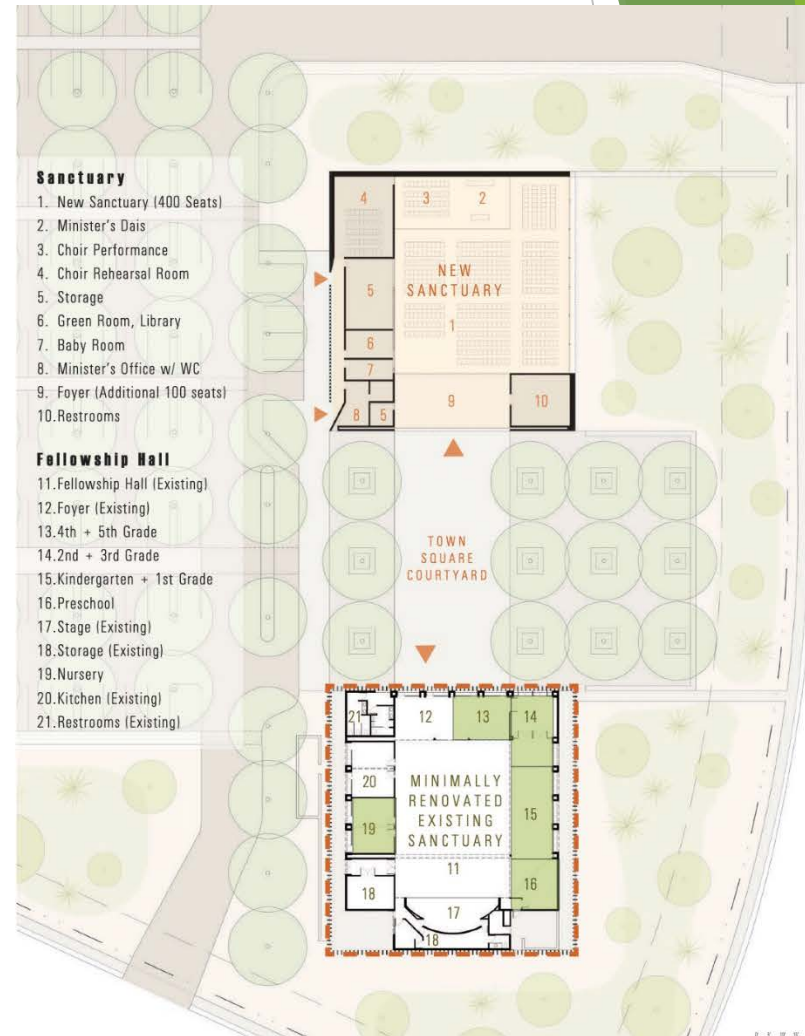 Sanctuary
1. New Sanctuary (400 Seats)
2. Minister's Dais
3. Choir Performance
4. Choir Rehearsal Room
5. Storage
6. Green Room, Library
7. Baby Room
8. Minister's Office w/ WC
9. Foyer (Additional 100 seats)
10.Restrooms
Fellowship Hall
11.Fellowship Hall (Existing)
12.Foyer (Existing)
13.4th + 5th Grade
14.2nd + 3rd Grade
15.Kindergarten + 1st Grade
16.Preschool
17.Stage (Existing)
18.Storage (Existing)
19.Nursery
20.Kitchen (Existing)
21.Restrooms (Existing)
4
3
2
5
NEW
SANCTUARY
1
6
7
8
5
9
10
TOWN
SQUARE
COURTYARD
21
12
13
14
20
MINIMALLY
RENOVATED
EXISTING
SANCTUARY
19
15
11
18
16
17
18